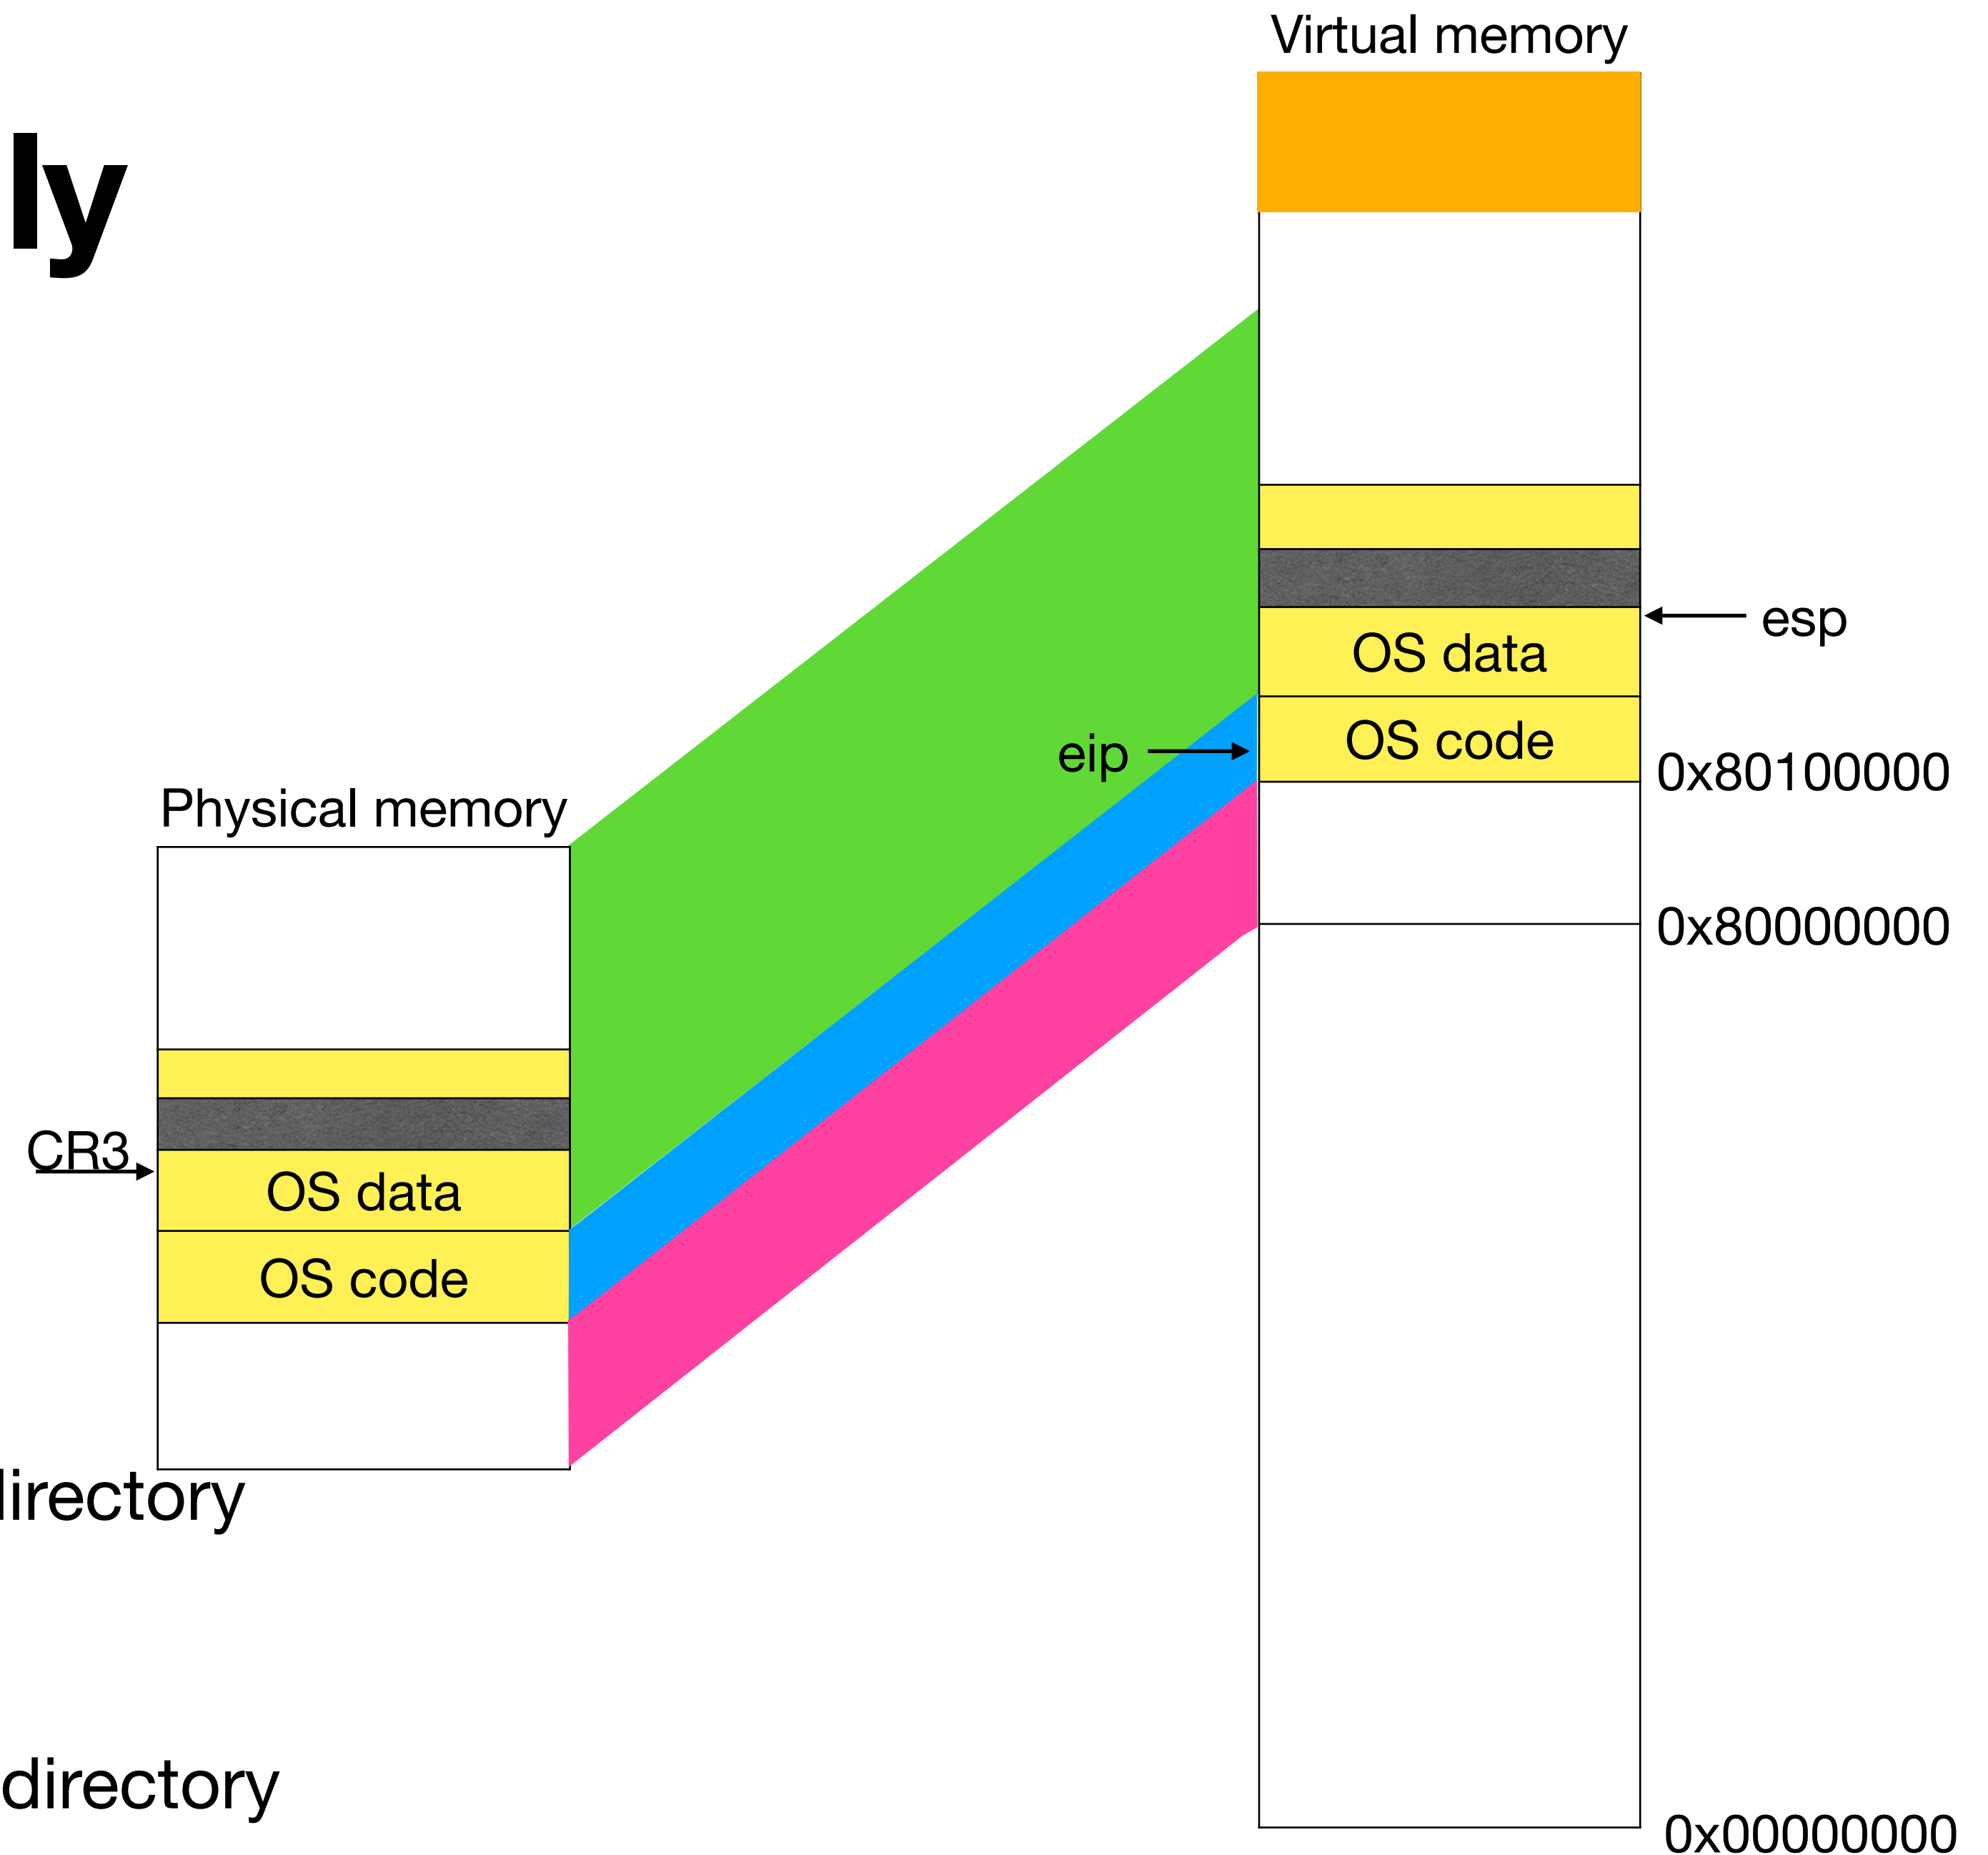 Virtual memory
ly
esp
OS data
OS code
eip
0x80100000
Physical memory
0x80000000
CR3
OS data
OS code
directory
directory
0x00000000